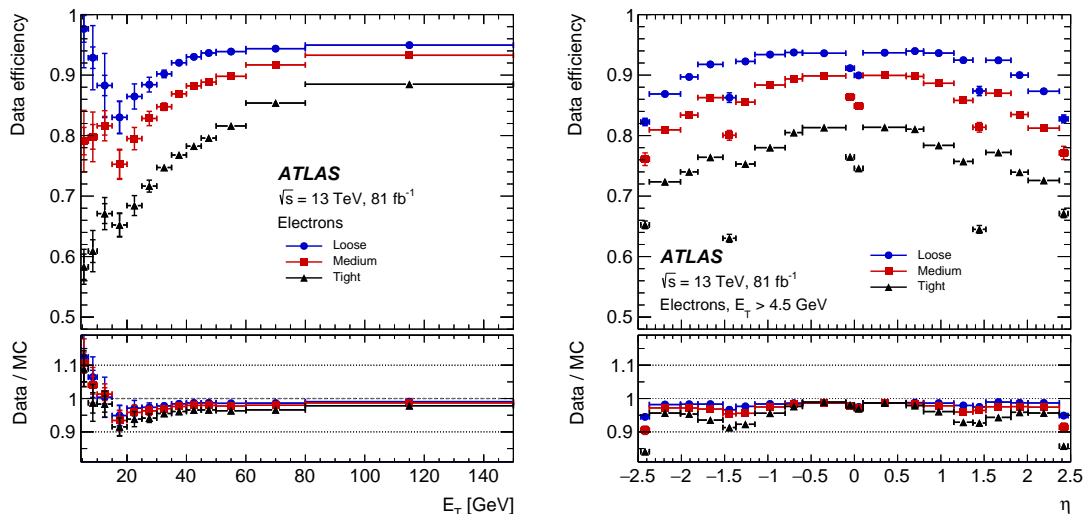 Data efficiency
1
0.9
0.8
0.7
0.6
0.5
ATLAS
√s = 13 TeV, 81 fb⁻¹
Electrons
Loose
Medium
Tight
Data / MC
1.1
1
0.9
20 40 60 80 100 120 140
E_T [GeV]
Data efficiency
1
0.9
0.8
0.7
0.6
0.5
ATLAS
√s = 13 TeV, 81 fb⁻¹
Electrons, E_T > 4.5 GeV
Loose
Medium
Tight
Data / MC
1.1
1
0.9
−2.5 −2 −1.5 −1 −0.5 0 0.5 1 1.5 2 2.5
η